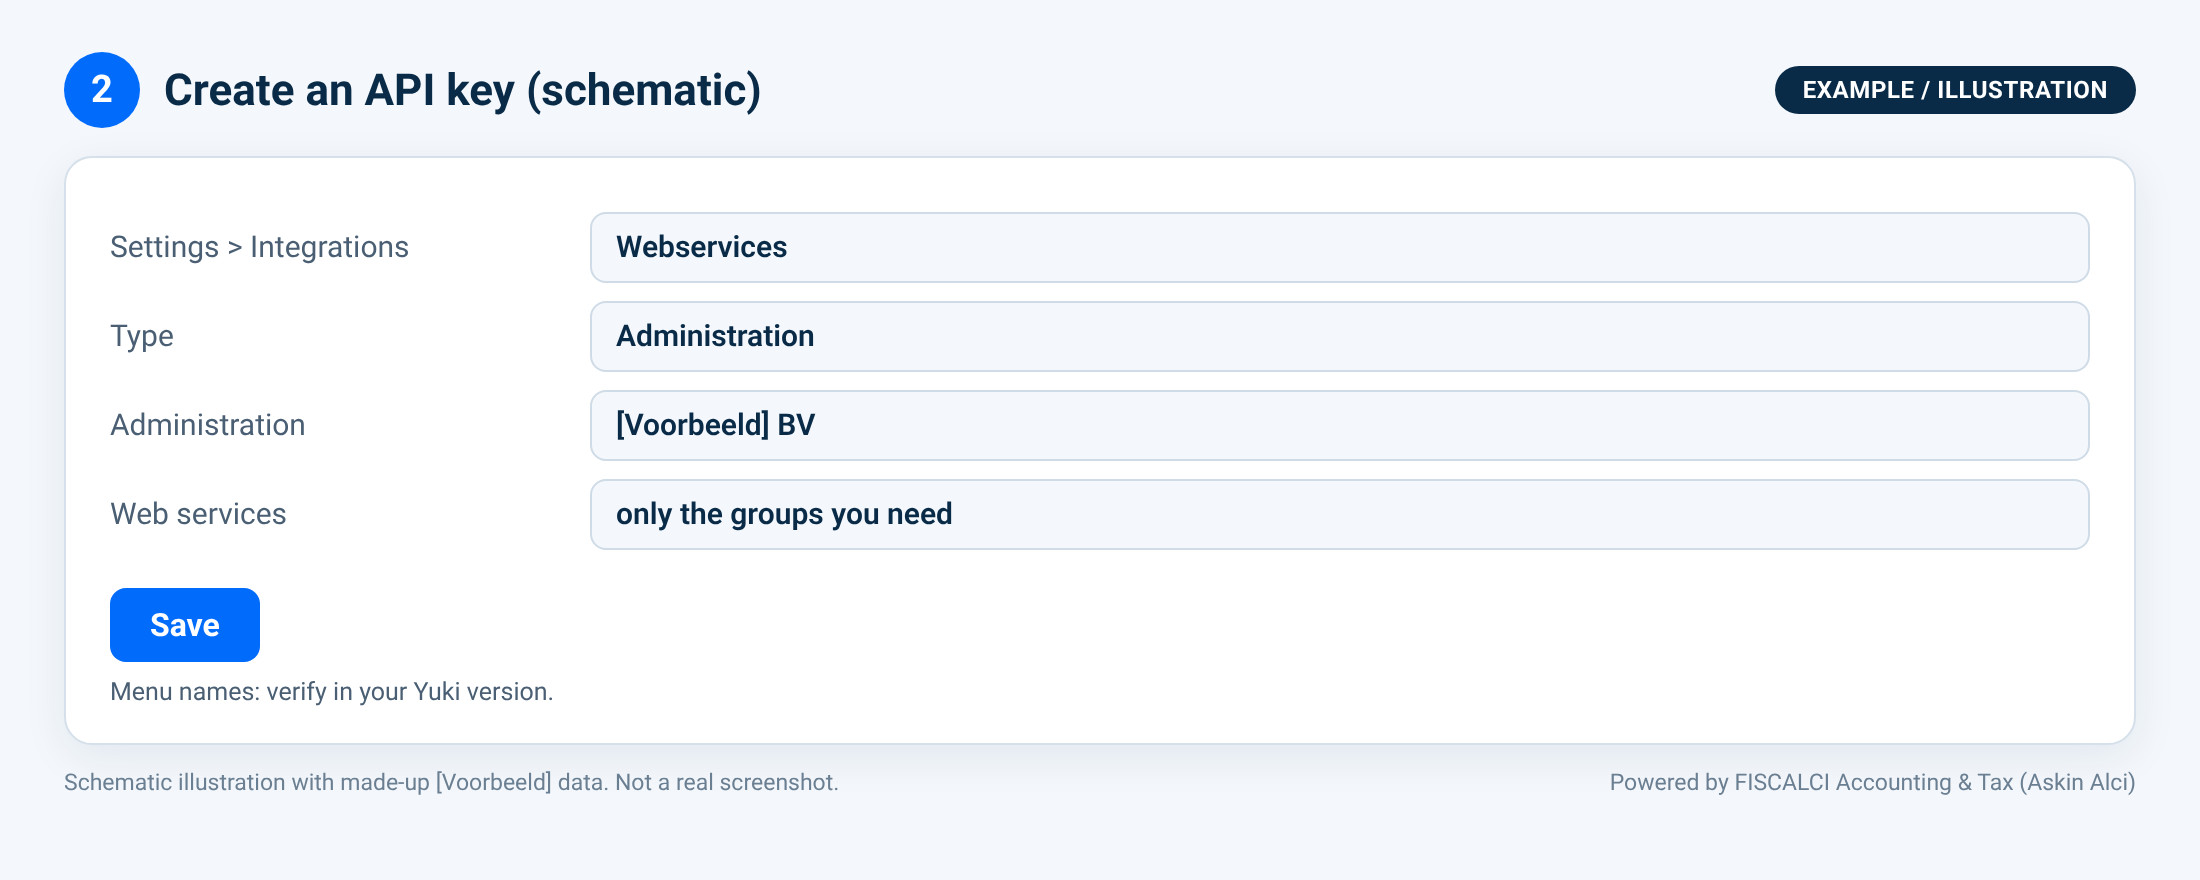 2
Create an API key (schematic)
EXAMPLE / ILLUSTRATION
Settings > Integrations
Webservices
Type
Administration
Administration
[Voorbeeld] BV
Web services
only the groups you need
Save
Menu names: verify in your Yuki version.
Schematic illustration with made-up [Voorbeeld] data. Not a real screenshot.
Powered by FISCALCI Accounting & Tax (Askin Alci)